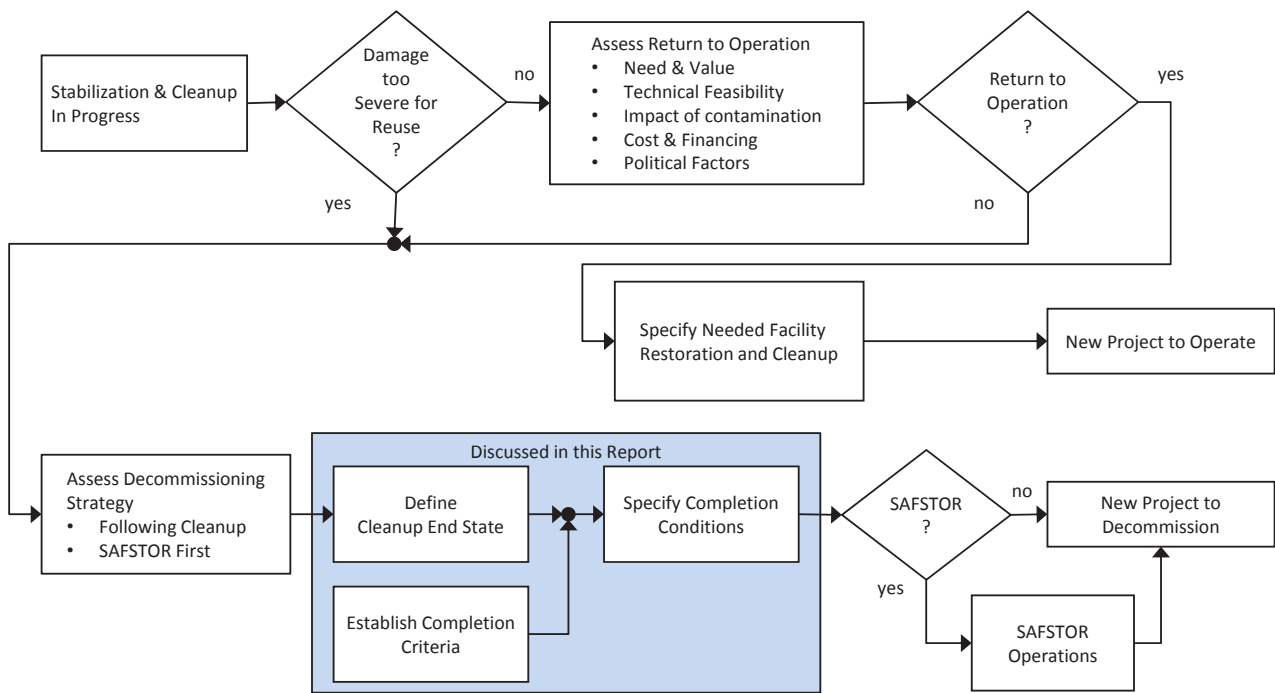 Stabilization & Cleanup
In Progress
Damage
too
Severe for
Reuse
?
no
yes
Assess Return to Operation
• Need & Value
• Technical Feasibility
• Impact of contamination
• Cost & Financing
• Political Factors
Return to
Operation
?
yes
no
Specify Needed Facility
Restoration and Cleanup
New Project to Operate
Assess Decommissioning
Strategy
• Following Cleanup
• SAFSTOR First
Discussed in this Report
Define
Cleanup End State
Specify Completion
Conditions
Establish Completion
Criteria
SAFSTOR
?
no
yes
New Project to
Decommission
SAFSTOR
Operations